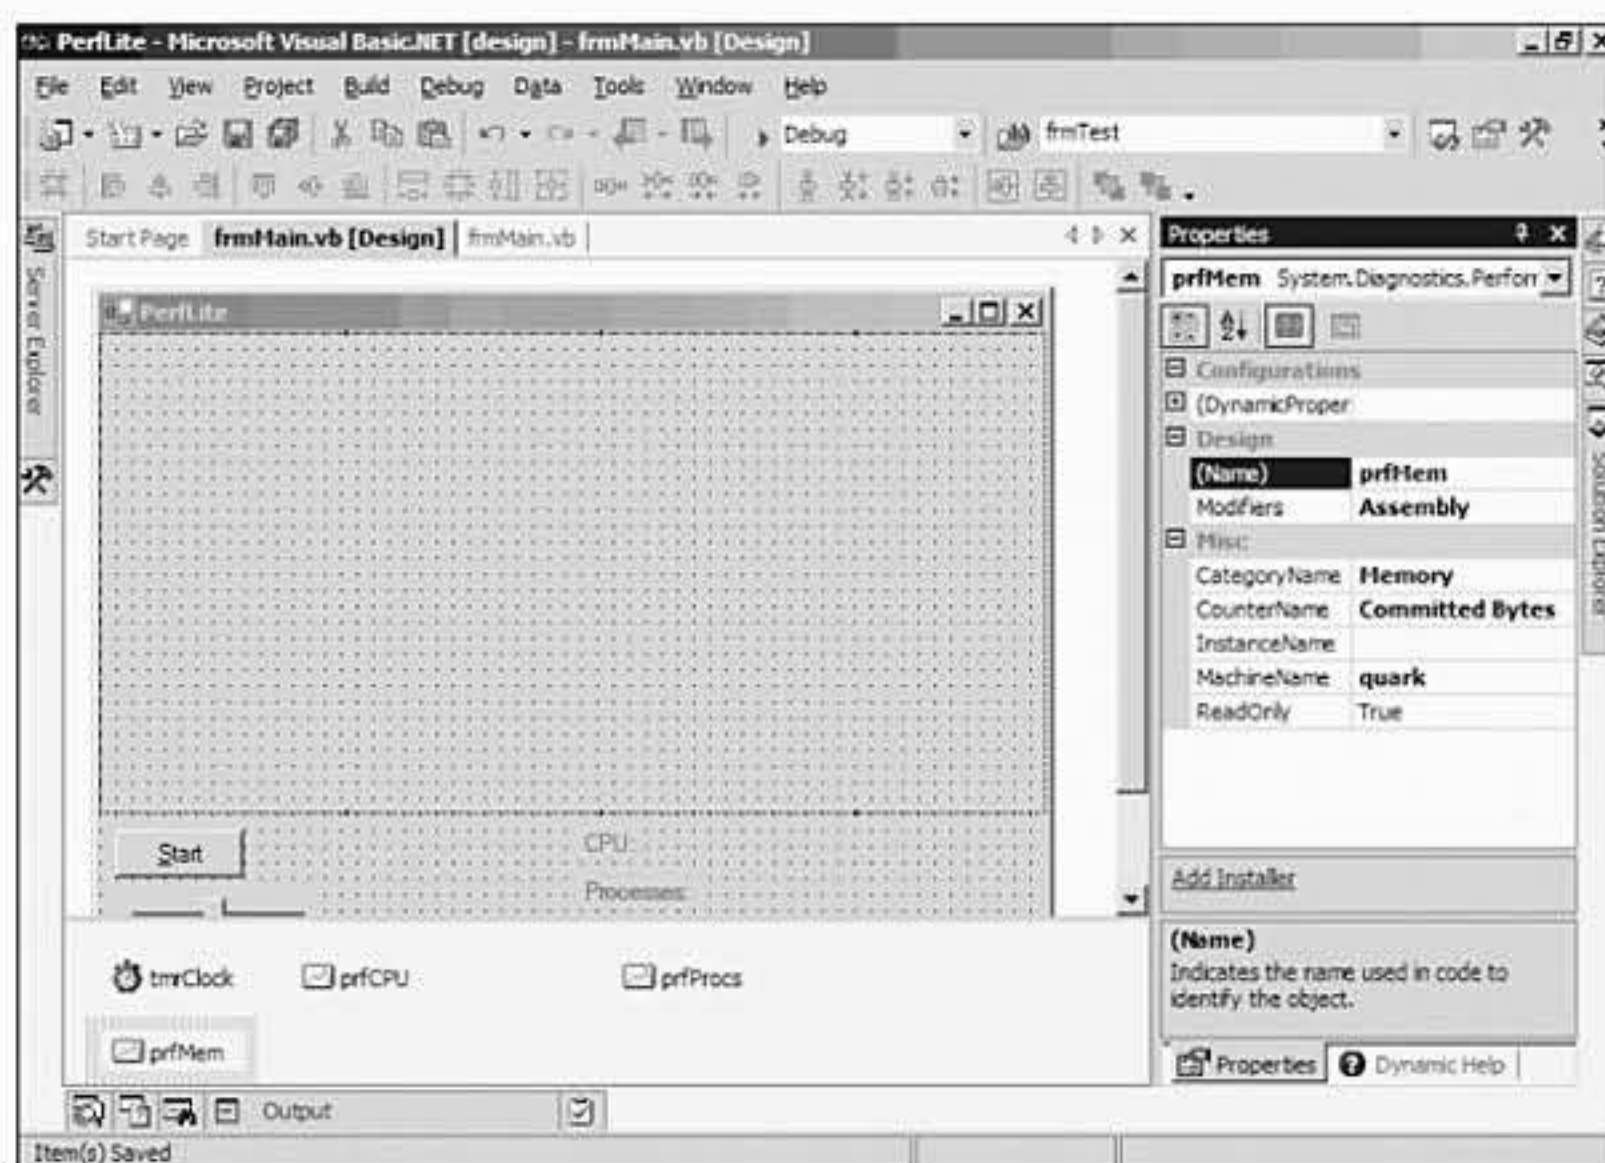 PerfLite - Microsoft Visual Basic.NET [design] - frmMain.vb [Design]
File Edit View Project Build Debug Data Tools Window Help
Debug frmTest
Start Page frmMain.vb [Design] frmMain.vb
Server Explorer
PerfLite
Start
CPU:
Processes:
tmrClock prfCPU prfProcs
prfMem
Properties
prfMem System.Diagnostics.Perforr
Configurations
(DynamicProper
Design
(Name) prfMem
Modifiers Assembly
Misc
CategoryName Memory
CounterName Committed Bytes
InstanceName
MachineName quark
ReadOnly True
Add Installer
(Name)
Indicates the name used in code to
identify the object.
Properties Dynamic Help
Solution Explorer
Output
Item(s) Saved